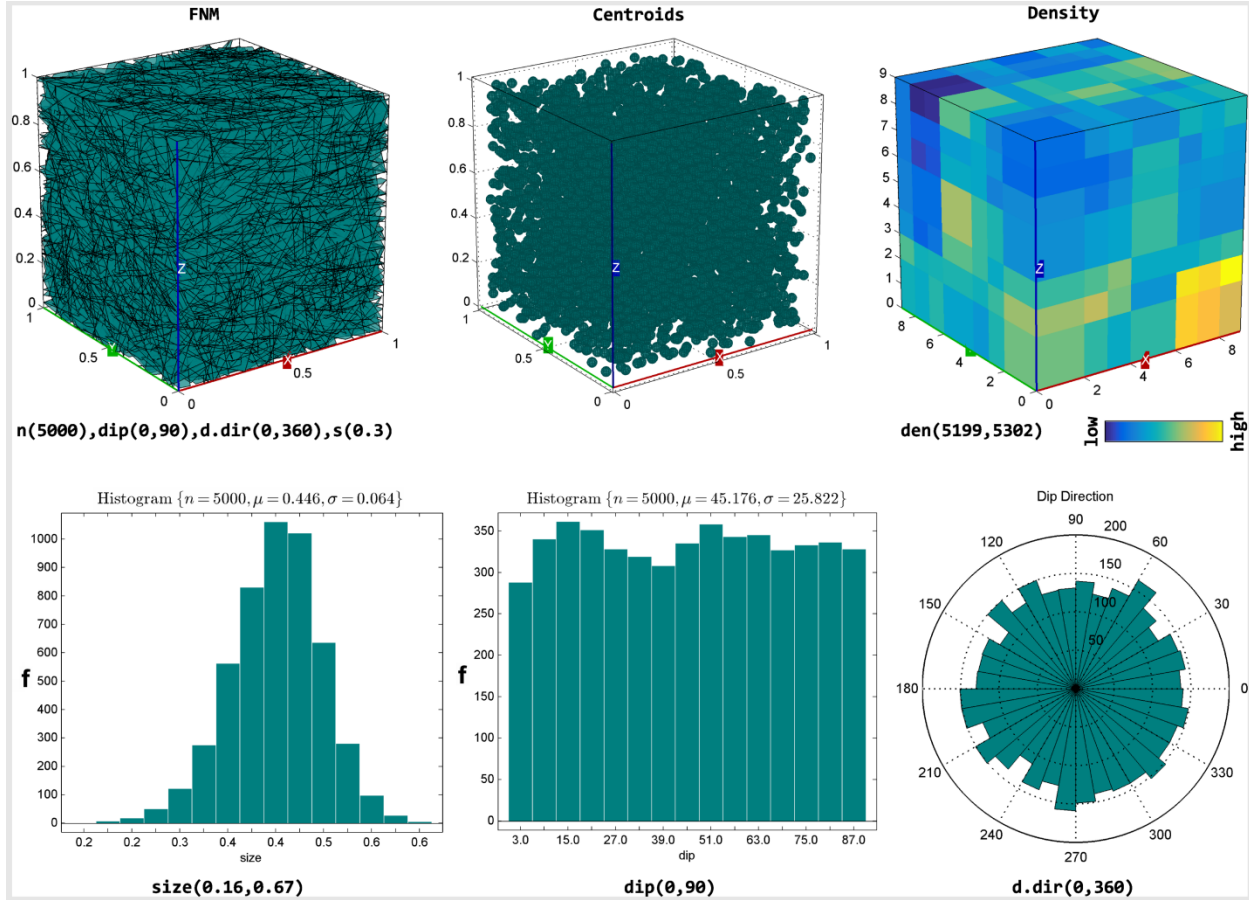 FNM
Centroids
Density
1
0.8
0.6
0.4
0.2
0
1
0.5
0
0
0.5
1
Z
Y
X
1
0.8
0.6
0.4
0.2
0
1
0.5
0
0
0.5
1
Z
Y
X
9
8
7
6
5
4
3
2
1
0
8
6
4
2
0
0
2
4
6
8
Z
X
n(5000),dip(0,90),d.dir(0,360),s(0.3)
den(5199,5302)
low
high
Histogram {n = 5000, μ = 0.446, σ = 0.064}
1000
900
800
700
600
500
400
300
200
100
0
f
0.2 0.2 0.3 0.4 0.4 0.5 0.6 0.6
size
size(0.16,0.67)
Histogram {n = 5000, μ = 45.176, σ = 25.822}
350
300
250
200
150
100
50
0
f
3.0 15.0 27.0 39.0 51.0 63.0 75.0 87.0
dip
dip(0,90)
Dip Direction
90
200
60
120
150
30
150
100
50
180
0
210
330
240
300
270
d.dir(0,360)